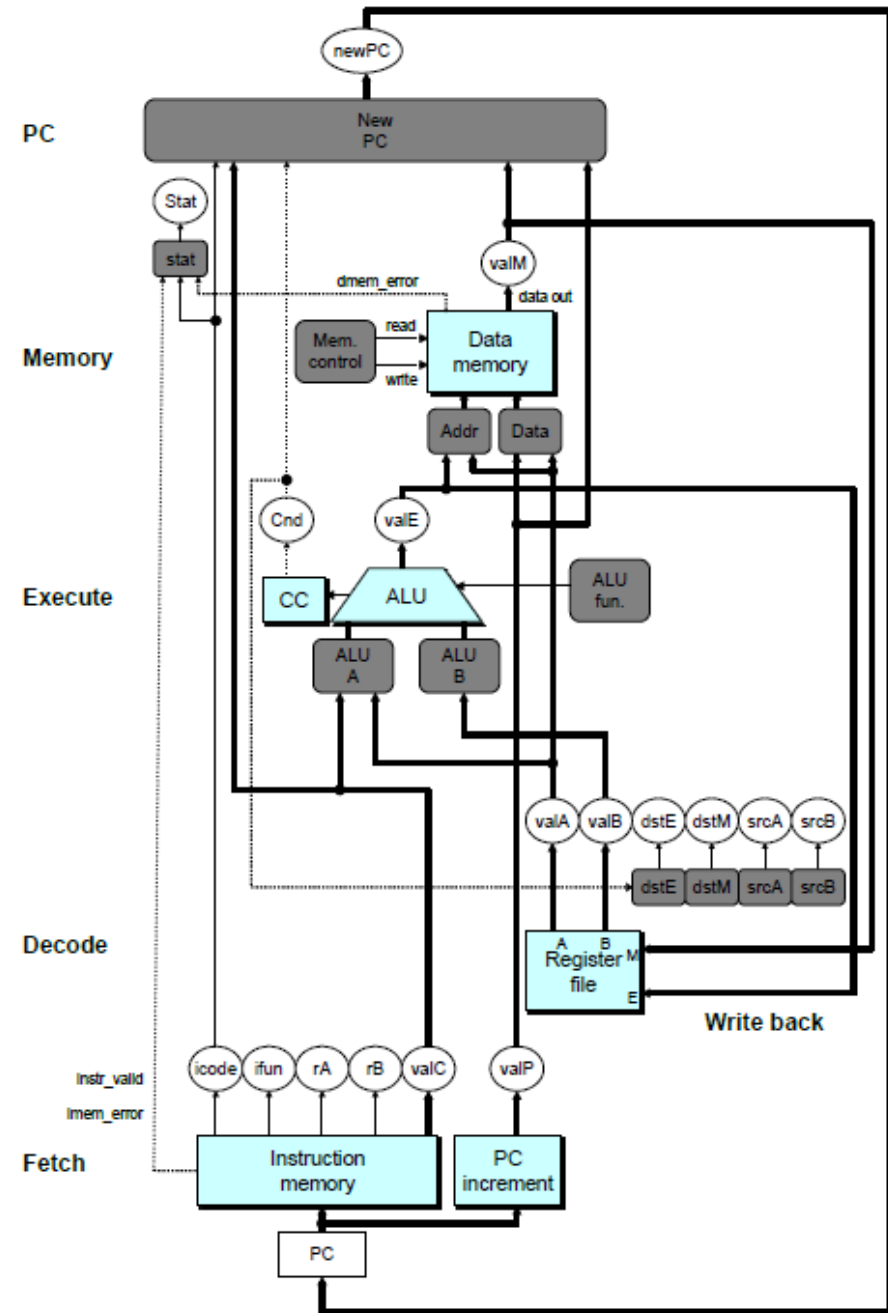 newPC
PC
New
PC
Stat
stat
valM
dmem_error
data out
Memory
Mem.
control
read
write
Data
memory
Addr
Data
Cnd
valE
Execute
CC
ALU
ALU
fun.
ALU
A
ALU
B
valA
valB
dstE
dstM
srcA
srcB
dstE
dstM
srcA
srcB
Decode
A
B
M
Register
file
E
Write back
icode
ifun
rA
rB
valC
valP
Instr_valid
Imem_error
Fetch
Instruction
memory
PC
increment
PC